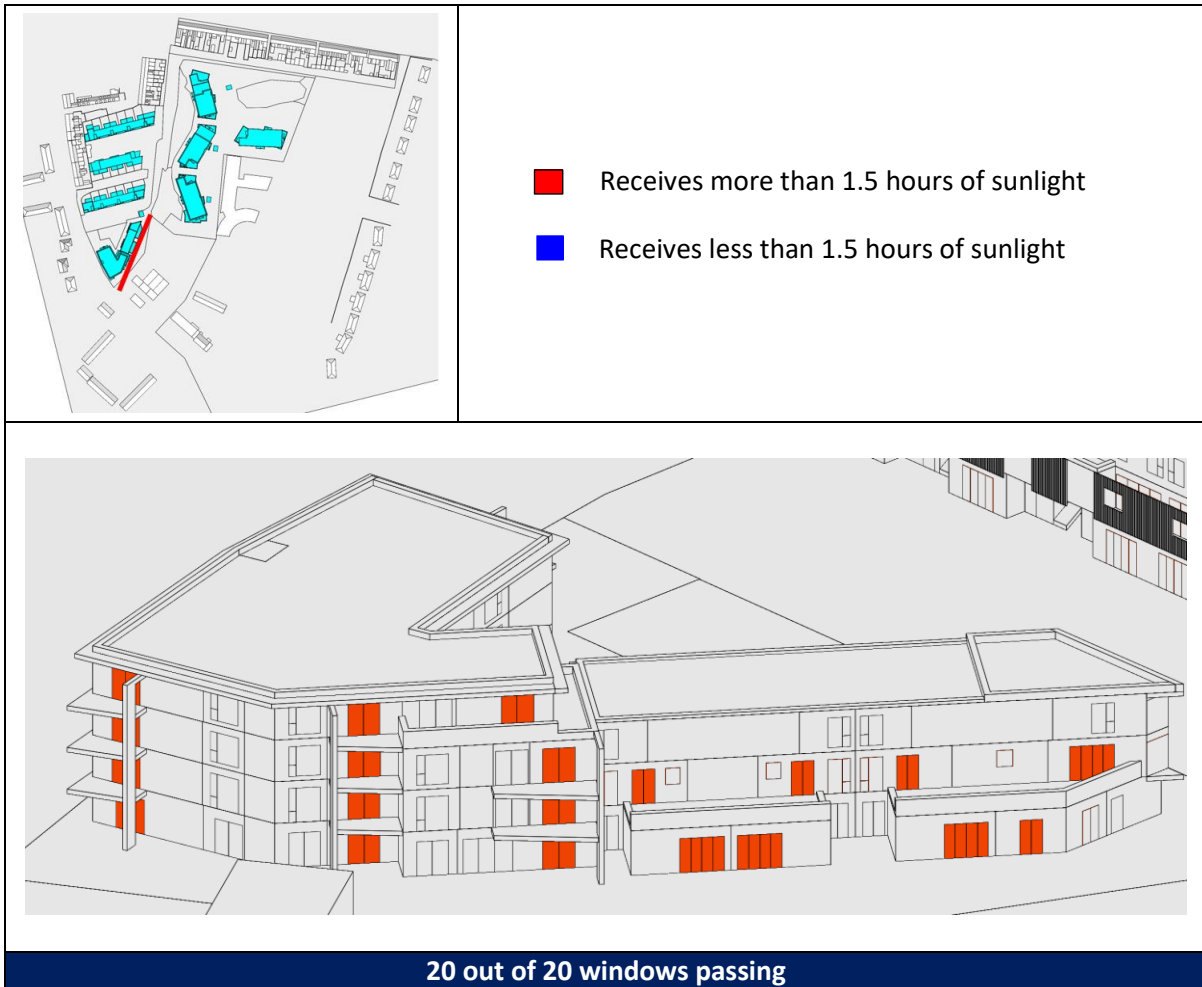 Receives more than 1.5 hours of sunlight
Receives less than 1.5 hours of sunlight
20 out of 20 windows passing